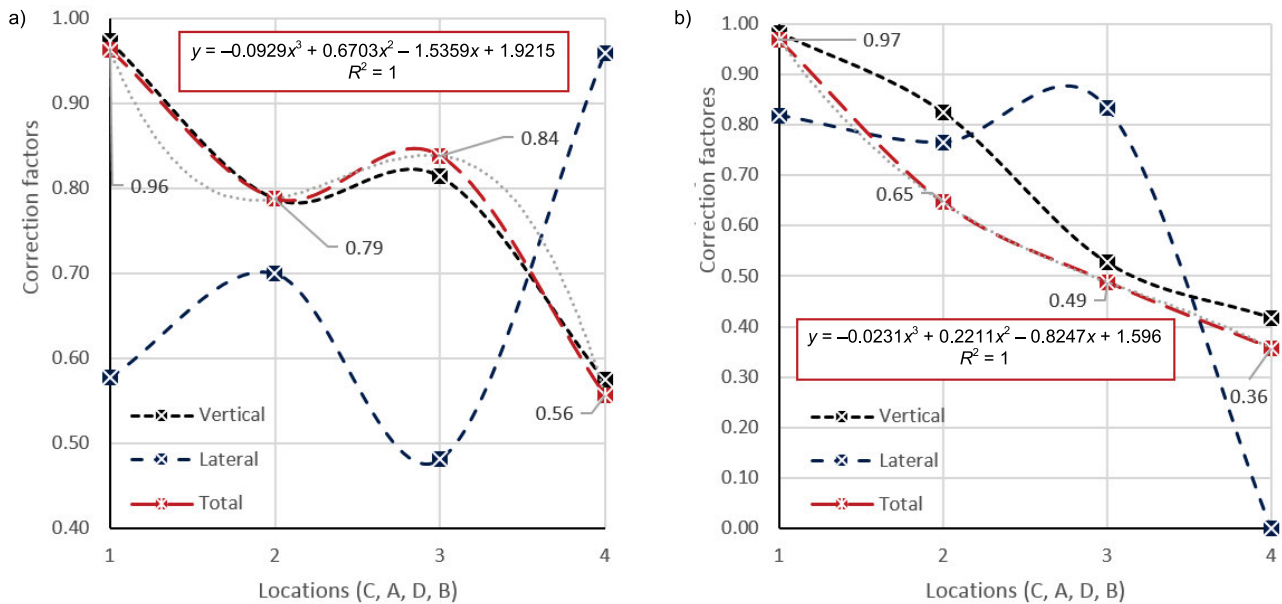 a)
1.00
0.90
0.80
0.70
0.60
0.50
0.40
Correction factors
y = –0.0929x³ + 0.6703x² – 1.5359x + 1.9215
R² = 1
0.96
0.79
0.84
0.56
Vertical
Lateral
Total
1 2 3 4
Locations (C, A, D, B)
b)
1.00
0.90
0.80
0.70
0.60
0.50
0.40
0.30
0.20
0.10
0.00
Correction factores
0.97
0.65
0.49
0.36
y = –0.0231x³ + 0.2211x² – 0.8247x + 1.596
R² = 1
Vertical
Lateral
Total
1 2 3 4
Locations (C, A, D, B)